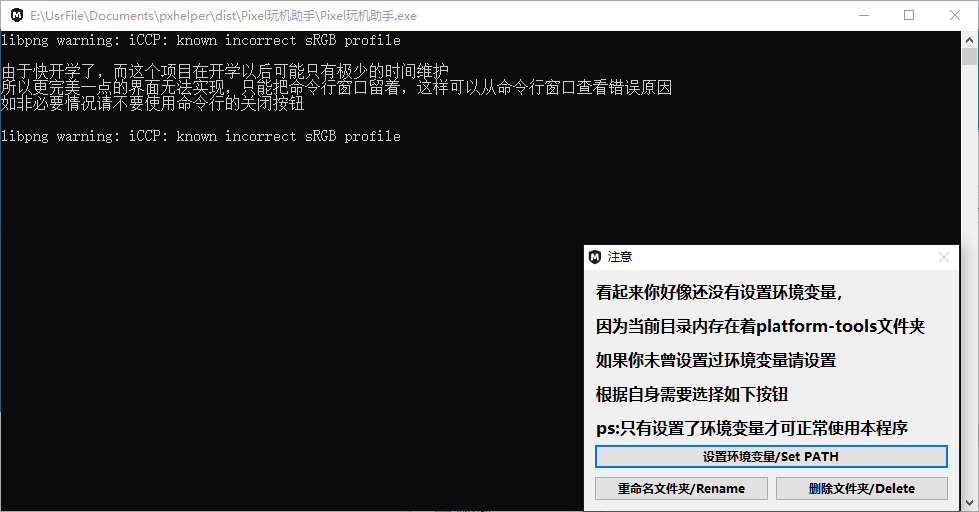 E:\UsrFile\Documents\pxhelper\dist\Pixel玩机助手\Pixel玩机助手.exe
libpng warning: iCCP: known incorrect sRGB profile
由于快开学了，而这个项目在开学以后可能只有极少的时间维护
所以更完美一点的界面无法实现，只能把命令行窗口留着，这样可以从命令行窗口查看错误原因
如非必要情况请不要使用命令行的关闭按钮
libpng warning: iCCP: known incorrect sRGB profile
注意
看起来你好像还没有设置环境变量，
因为当前目录内存在着platform-tools文件夹
如果你未曾设置过环境变量请设置
根据自身需要选择如下按钮
ps:只有设置了环境变量才可正常使用本程序
设置环境变量/Set PATH
重命名文件夹/Rename
删除文件夹/Delete